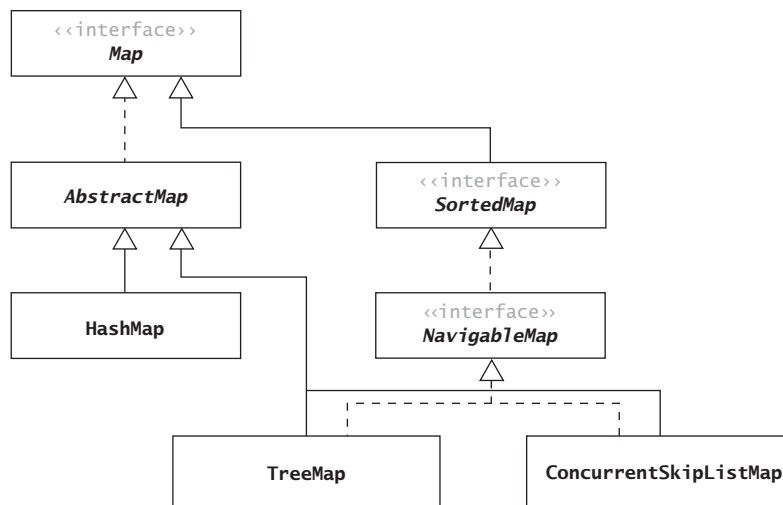 ‹‹interface››
Map
AbstractMap
‹‹interface››
SortedMap
HashMap
‹‹interface››
NavigableMap
TreeMap
ConcurrentSkipListMap